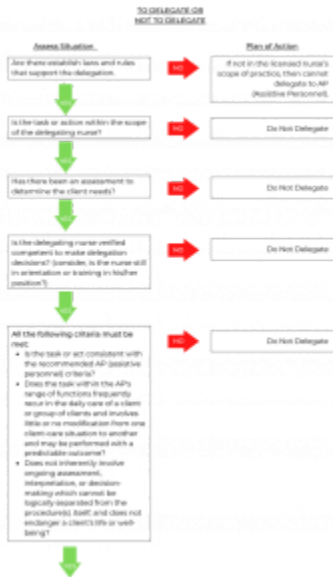 TO DELEGATE OR
NOT TO DELEGATE
Assess Situation
Plan of Action
Are there establish laws and rules
that support the delegation.
NO
If not in the licensed nurse's
scope of practice, then cannot
delegate to AP
(Assistive Personnel).
YES
Is the task or action within the scope
of the delegating nurse?
NO
Do Not Delegate
YES
Has there been an assessment to
determine the client needs?
NO
Do Not Delegate
YES
Is the delegating nurse verified
competent to make delegation
decisions? (consider, is the nurse still
in orientation or training in his/her
position?)
NO
Do Not Delegate
YES
All the following criteria must be
met:
NO
Do Not Delegate
• Is the task or act consistent with
the recommended AP (assistive
personnel) criteria?
• Does the task within the AP's
range of functions frequently
recur in the daily care of a client
or group of clients and involves
little or no modification from one
client-care situation to another
and may be performed with a
predictable outcome?
• Does not inherently involve
ongoing assessment,
interpretation, or decision-
making which cannot be
logically separated from the
procedure(s) itself; and does not
endanger a client's life or well-
being?
YES